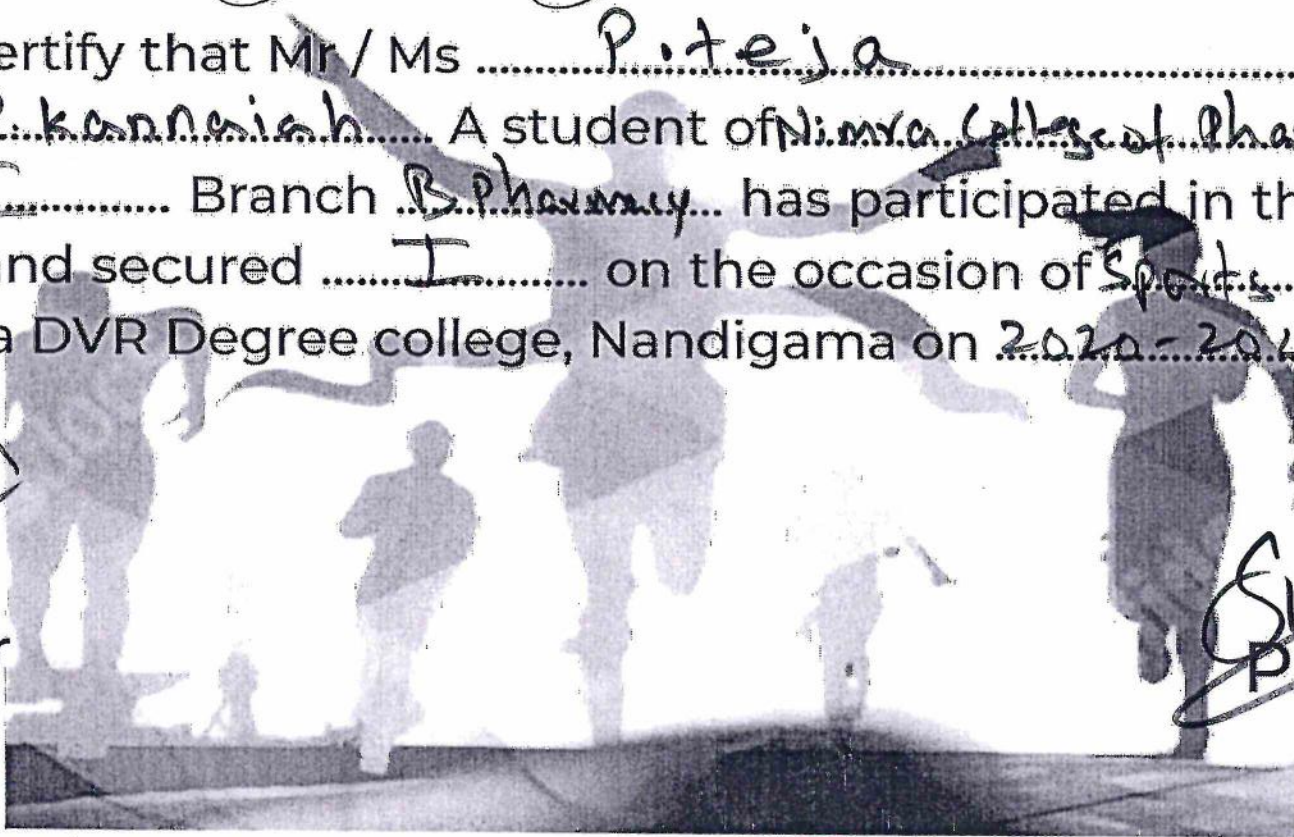 ertify that Mr / Ms ........P.teja........
P. kannaiah..... A student of Nimra College of Pha
............ Branch ..B.Pharmacy... has participated in th
nd secured ........I........ on the occasion of Sports....
a DVR Degree college, Nandigama on 2020-202
P